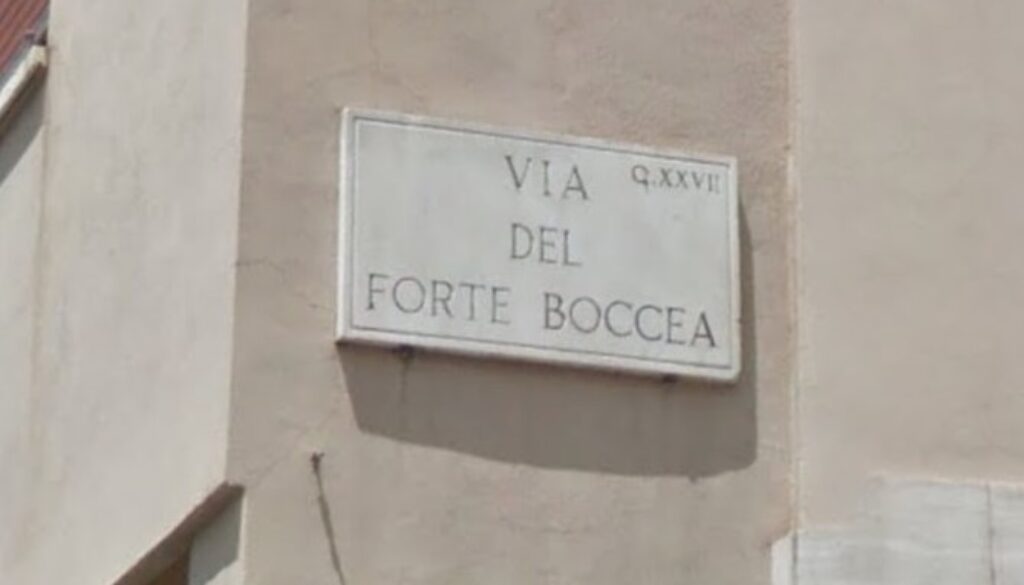 VIA Q.XXVII
DEL
FORTE BOCCEA